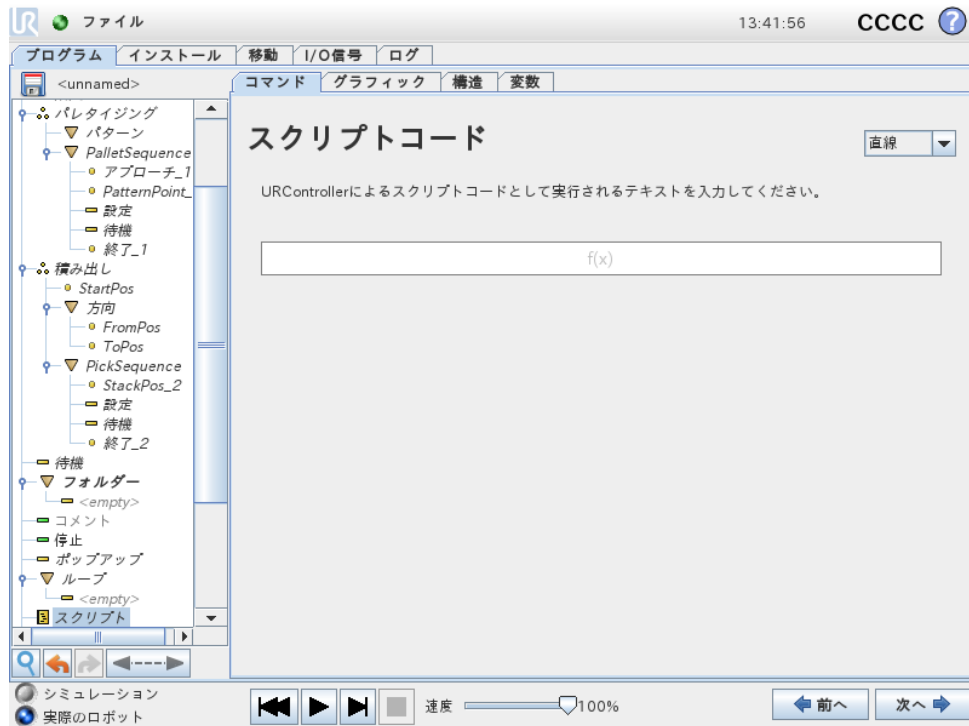 UR ファイル 13:41:56 CCCC ?
プログラム インストール 移動 I/O信号 ログ
<unnamed>
コマンド グラフィック 構造 変数
パレタイジング
パターン
PalletSequence
アプローチ_1
PatternPoint_
設定
待機
終了_1
積み出し
StartPos
方向
FromPos
ToPos
PickSequence
StackPos_2
設定
待機
終了_2
待機
フォルダー
<empty>
コメント
停止
ポップアップ
ループ
<empty>
スクリプト
スクリプトコード
直線
URControllerによるスクリプトコードとして実行されるテキストを入力してください。
f(x)
シミュレーション
実際のロボット
速度 100%
前へ 次へ